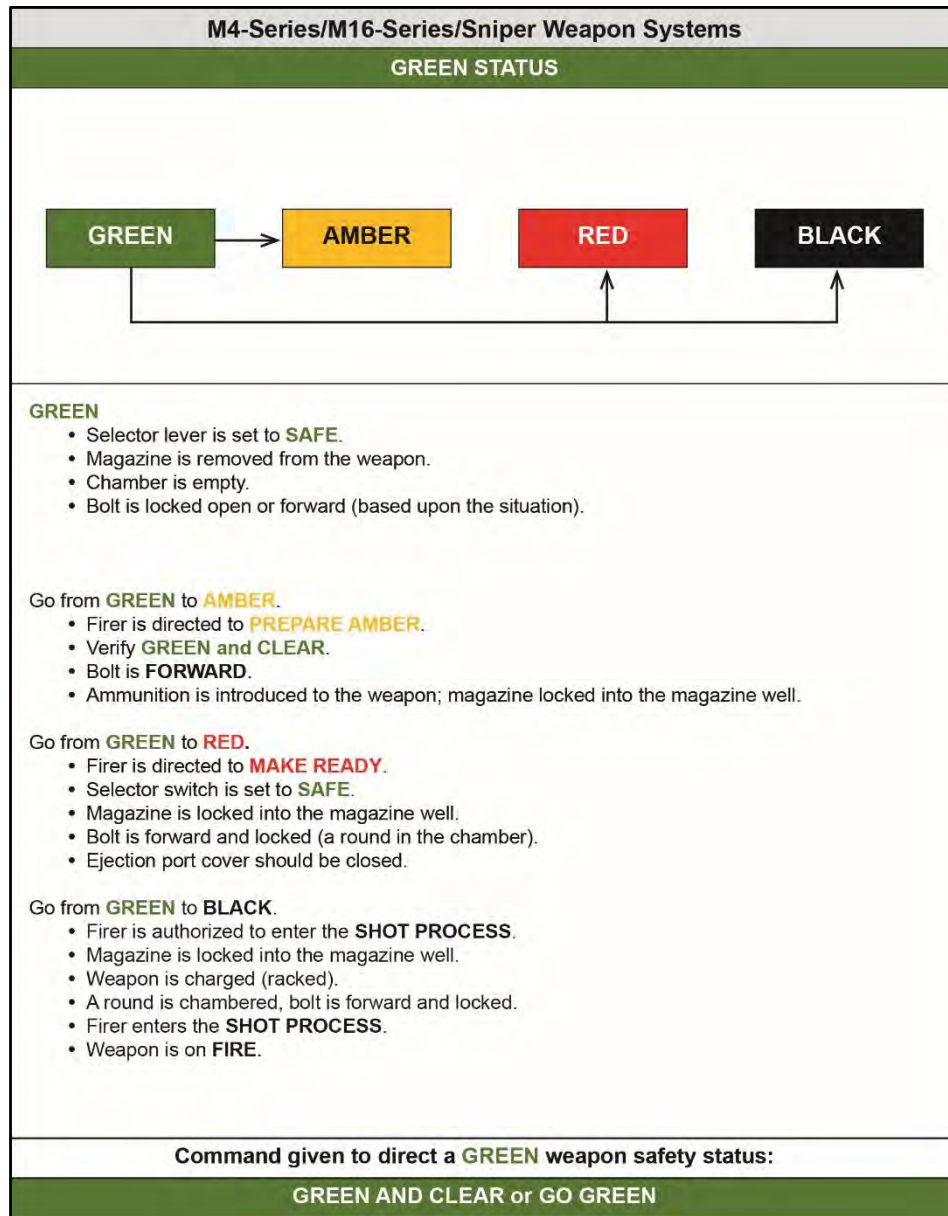 M4-Series/M16-Series/Sniper Weapon Systems
GREEN STATUS
GREEN
AMBER
RED
BLACK
GREEN
• Selector lever is set to SAFE.
• Magazine is removed from the weapon.
• Chamber is empty.
• Bolt is locked open or forward (based upon the situation).
Go from GREEN to AMBER.
• Firer is directed to PREPARE AMBER.
• Verify GREEN and CLEAR.
• Bolt is FORWARD.
• Ammunition is introduced to the weapon; magazine locked into the magazine well.
Go from GREEN to RED.
• Firer is directed to MAKE READY.
• Selector switch is set to SAFE.
• Magazine is locked into the magazine well.
• Bolt is forward and locked (a round in the chamber).
• Ejection port cover should be closed.
Go from GREEN to BLACK.
• Firer is authorized to enter the SHOT PROCESS.
• Magazine is locked into the magazine well.
• Weapon is charged (racked).
• A round is chambered, bolt is forward and locked.
• Firer enters the SHOT PROCESS.
• Weapon is on FIRE.
Command given to direct a GREEN weapon safety status:
GREEN AND CLEAR or GO GREEN